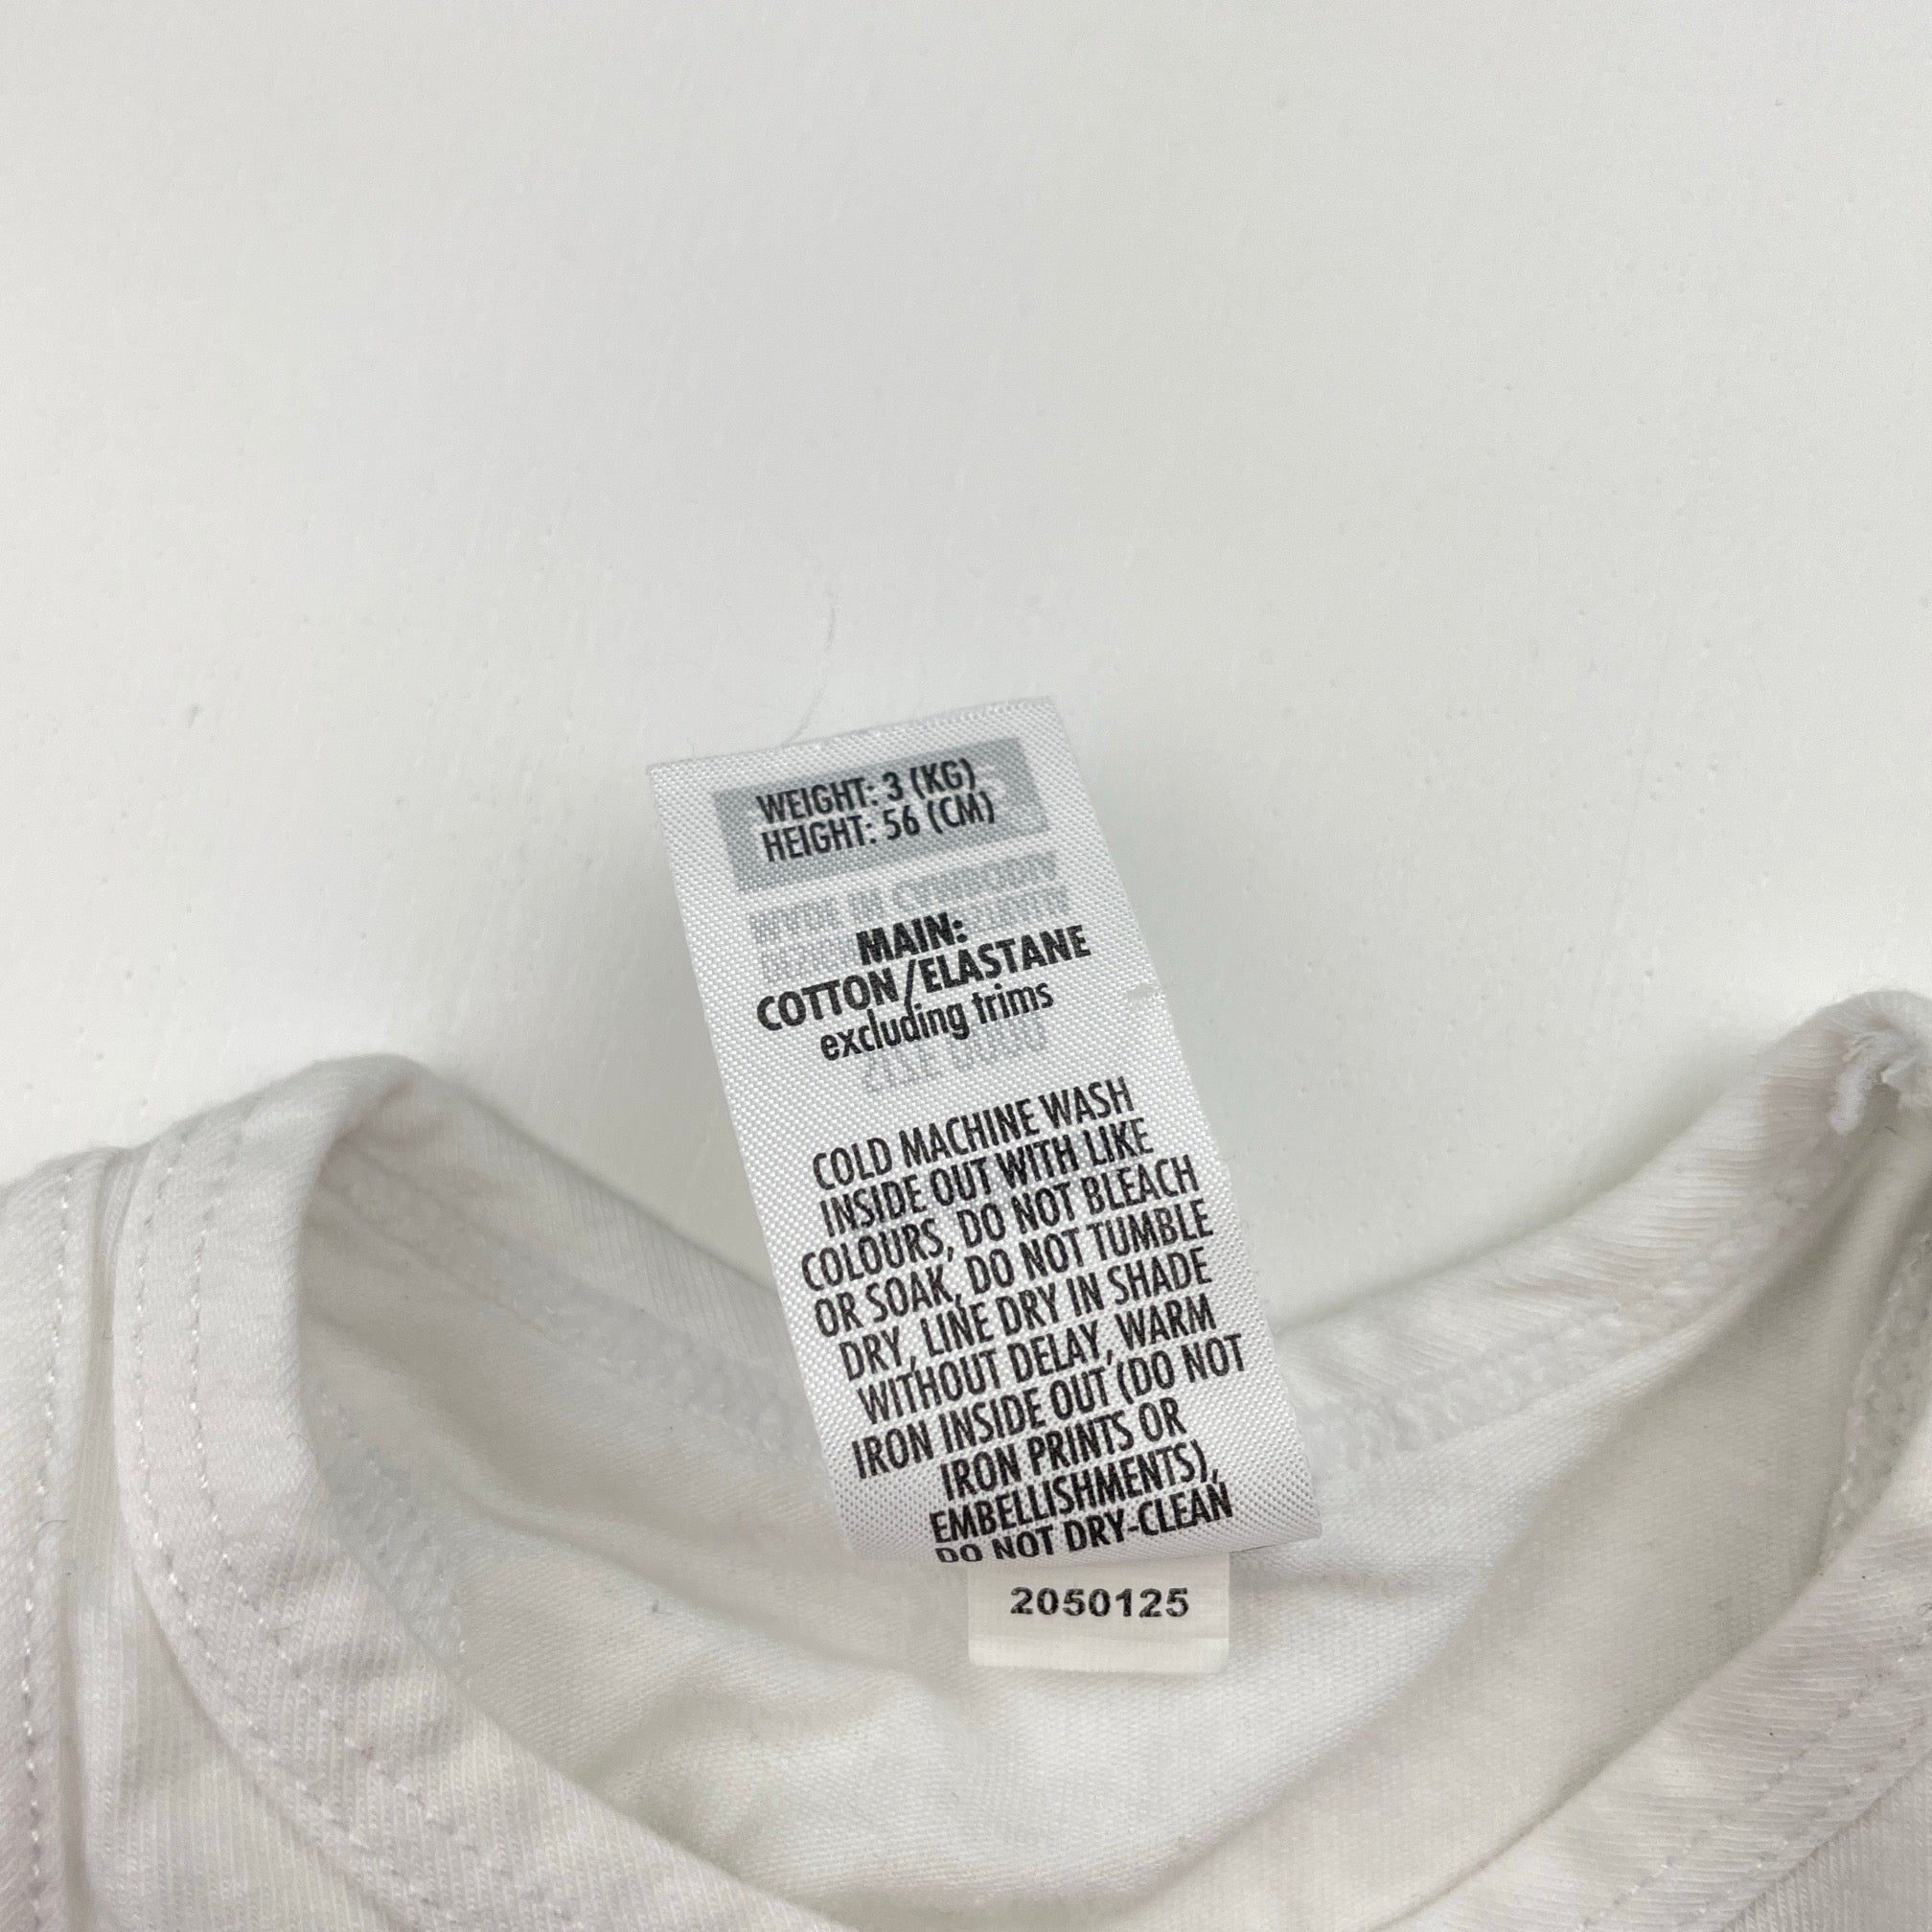 WEIGHT: 3 (KG)
HEIGHT: 56 (CM)
MAIN:
COTTON/ELASTANE
excluding trims
COLD MACHINE WASH
INSIDE OUT WITH LIKE
COLOURS, DO NOT BLEACH
OR SOAK, DO NOT TUMBLE
DRY, LINE DRY IN SHADE
WITHOUT DELAY, WARM
IRON INSIDE OUT (DO NOT
IRON PRINTS OR
EMBELLISHMENTS),
DO NOT DRY-CLEAN
2050125